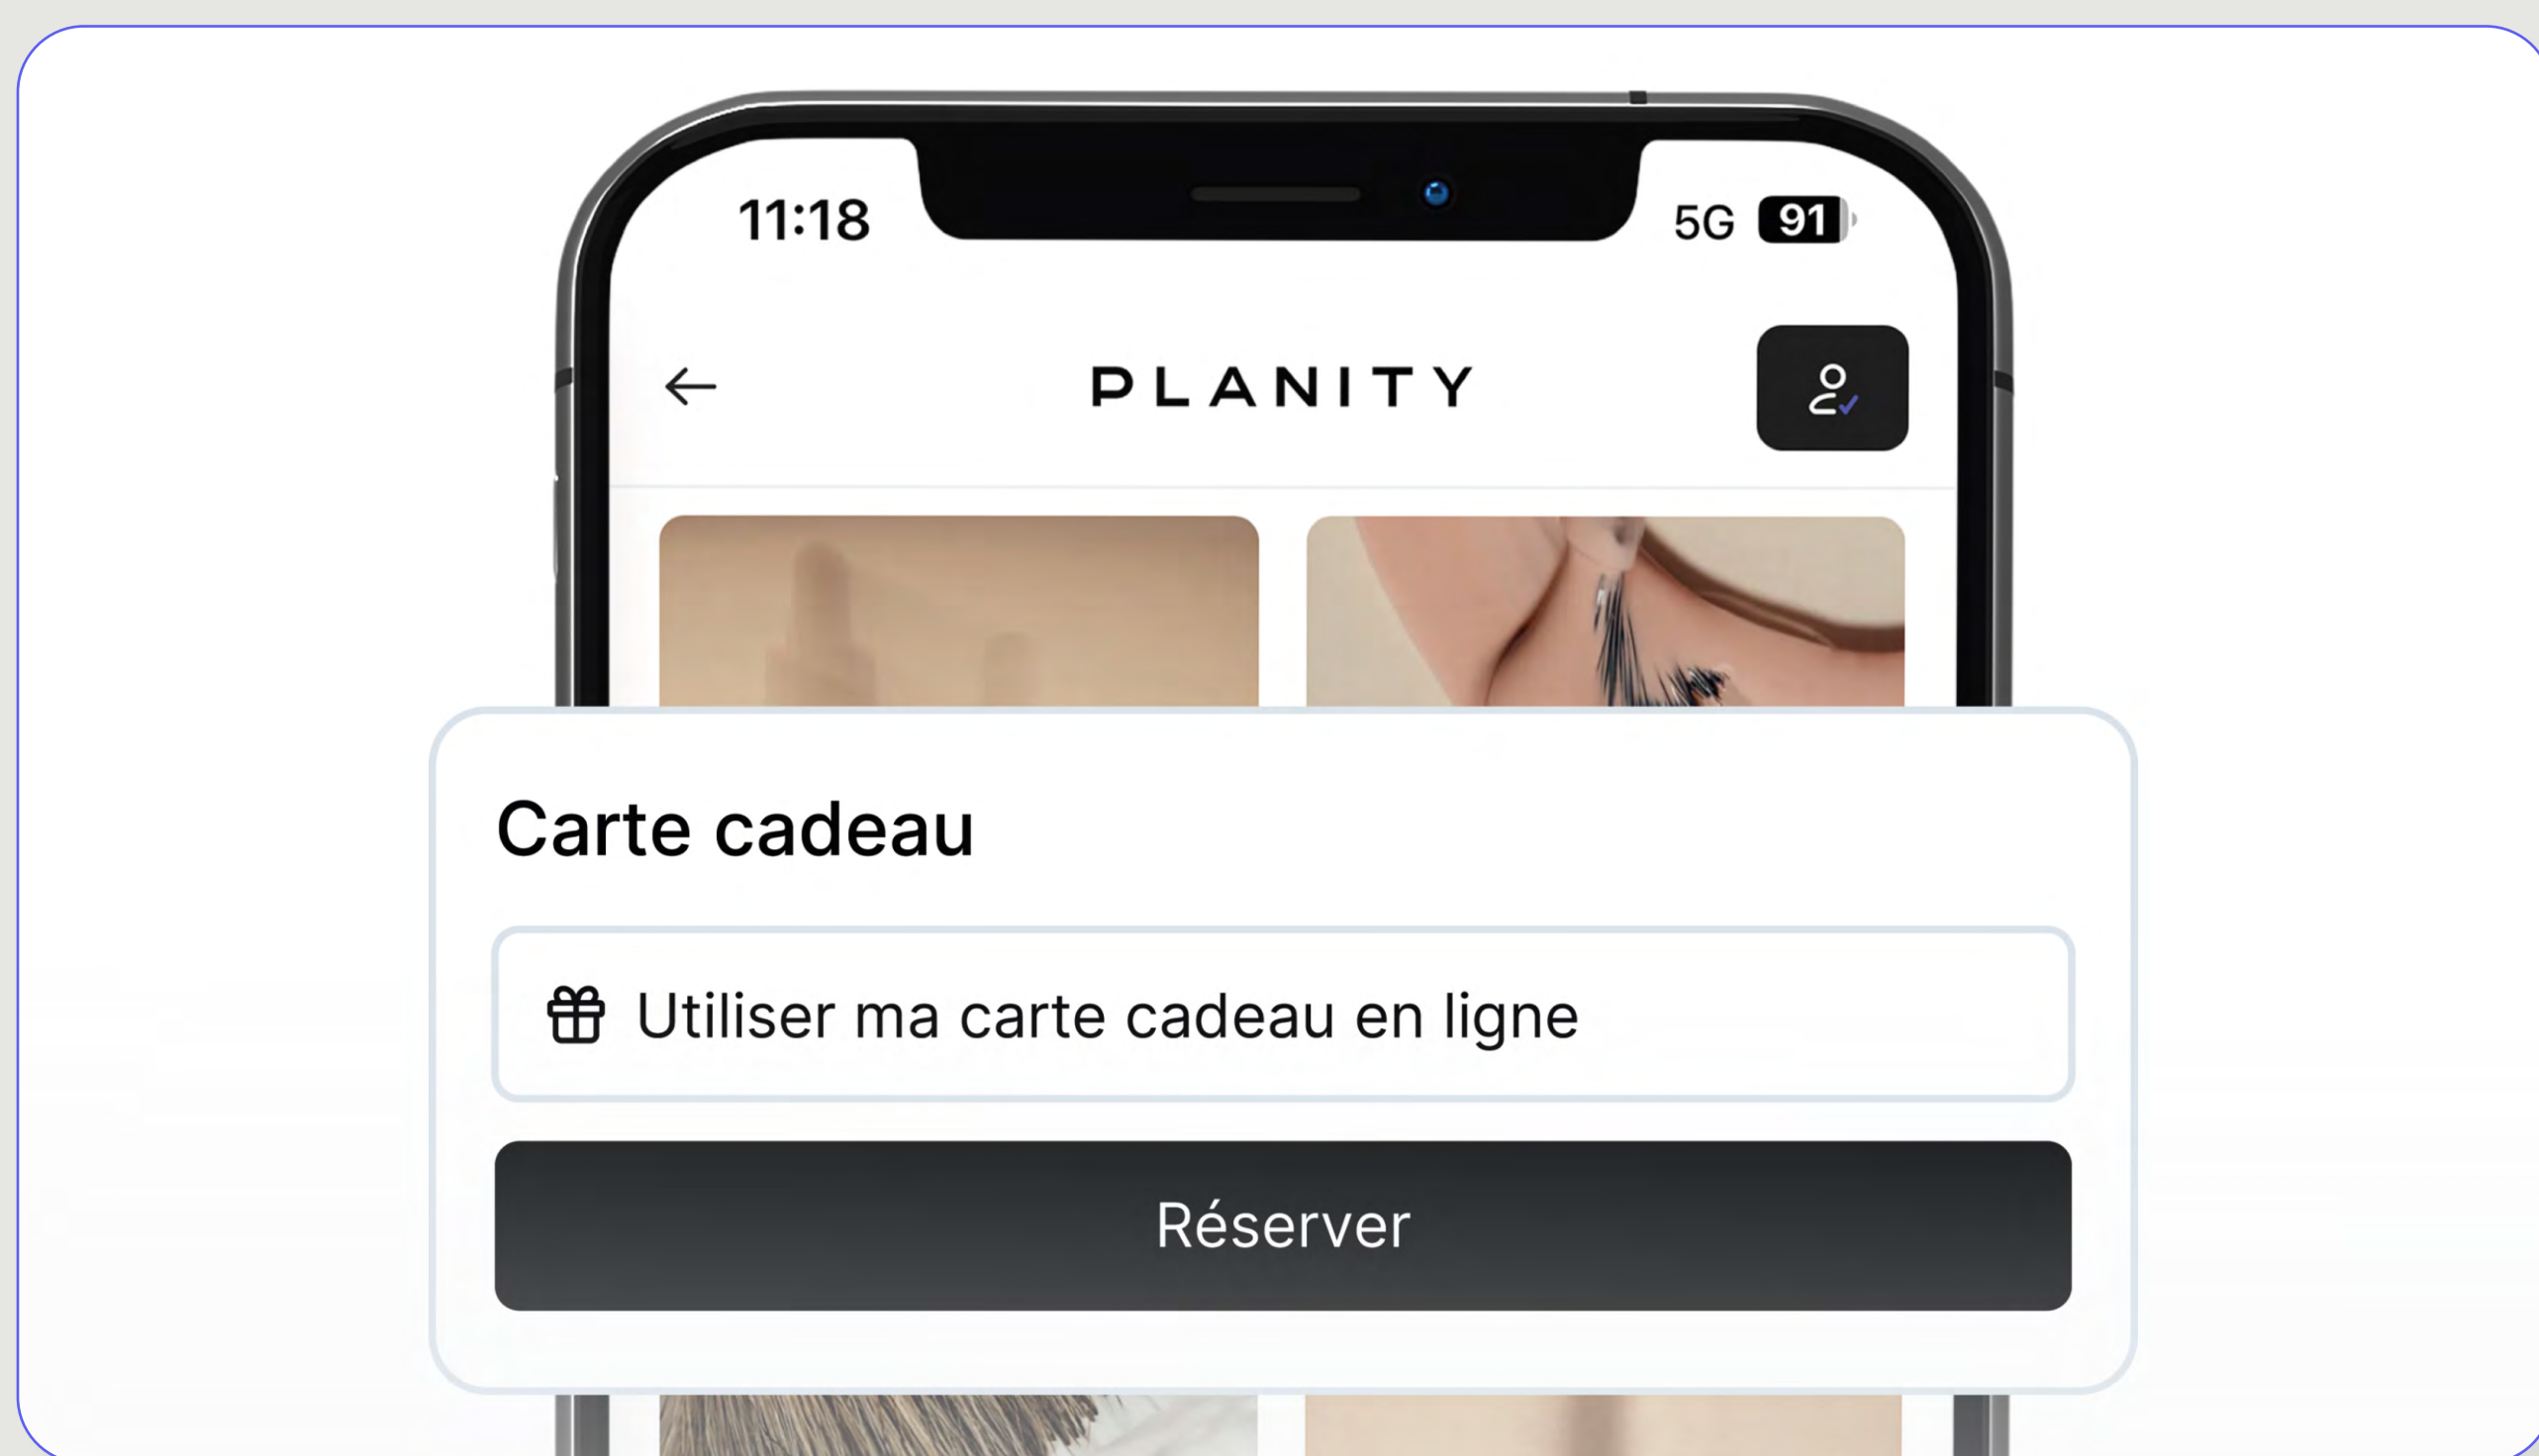 11:18
5G 91
PLANITY
Carte cadeau
Utiliser ma carte cadeau en ligne
Réserver